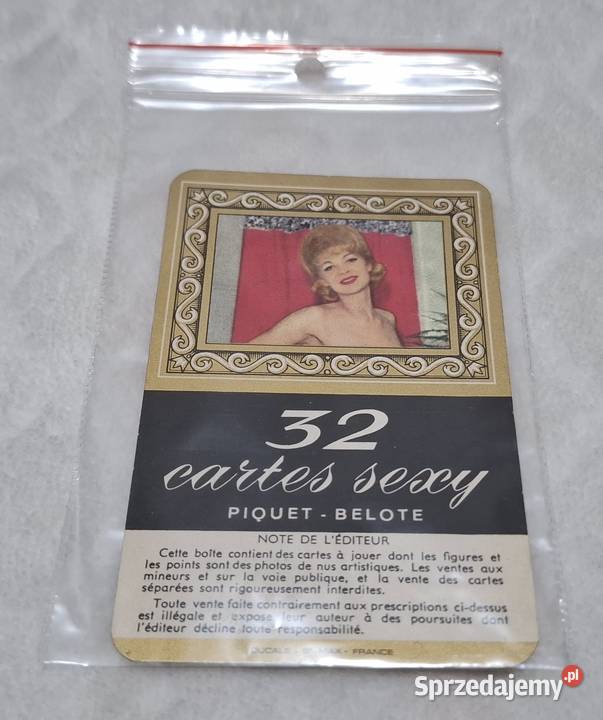 32
cartes sexy
PIQUET - BELOTE
NOTE DE L'ÉDITEUR
Cette boîte contient des cartes à jouer dont les figures et
les points sont des photos de nus artistiques. Les ventes aux
mineurs et sur la voie publique, et la vente des cartes
séparées sont rigoureusement interdites.
Toute vente faite contrairement aux prescriptions ci-dessus
est illégale et expose leur auteur à des poursuites dont
l'éditeur décline toute responsabilité.
DUCALE - - FRANCE
Sprzedajemy.pl